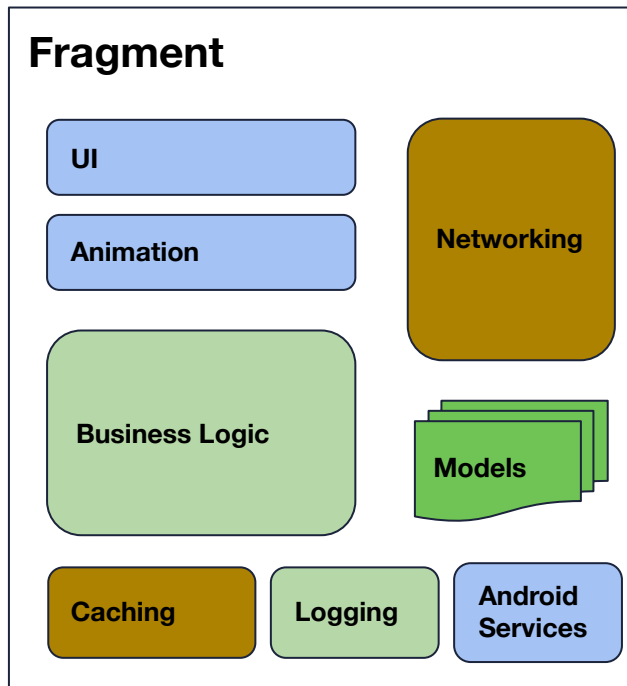 Fragment
UI
Animation
Networking
Business Logic
Models
Caching
Logging
Android
Services